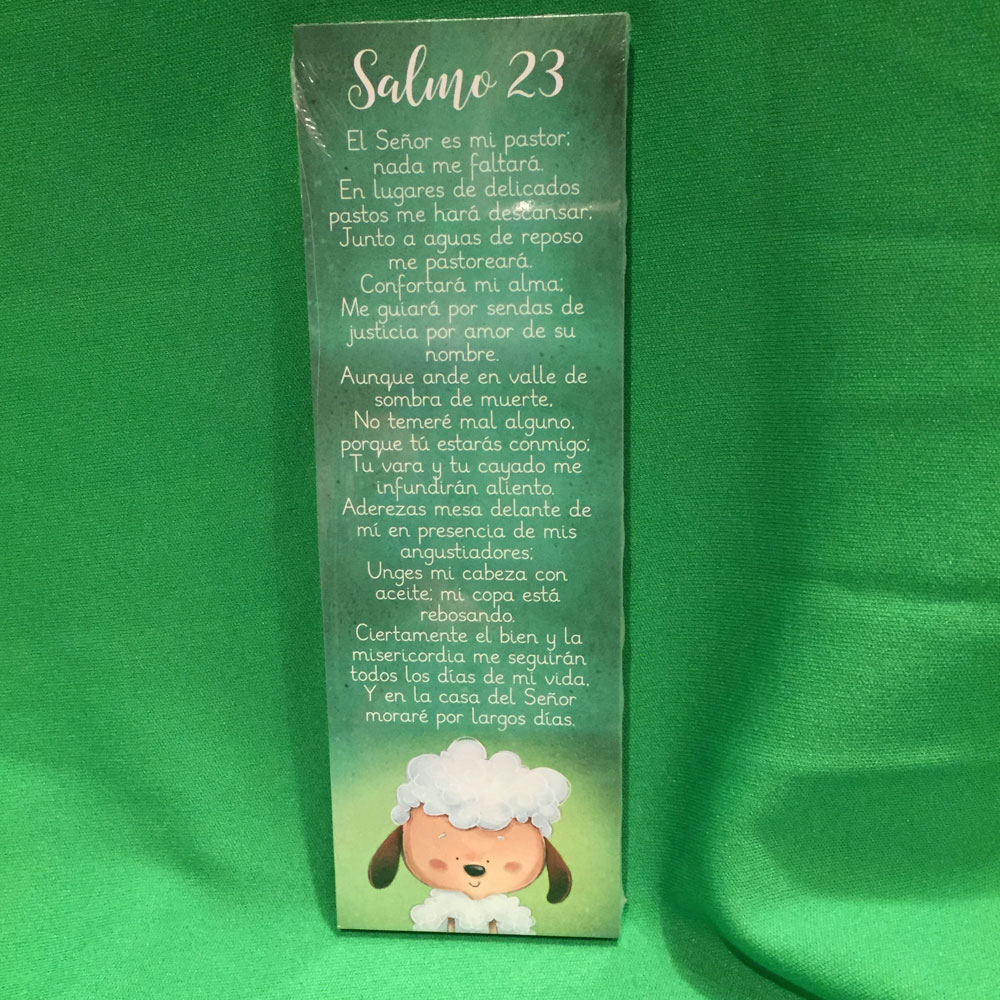 Salmo 23
El Señor es mi pastor;
nada me faltará.
En lugares de delicados
pastos me hará descansar;
Junto a aguas de reposo
me pastoreará.
Confortará mi alma;
Me guiará por sendas de
justicia por amor de su
nombre.
Aunque ande en valle de
sombra de muerte,
No temeré mal alguno,
porque tú estarás conmigo;
Tu vara y tu cayado me
infundirán aliento.
Aderezas mesa delante de
mí en presencia de mis
angustiadores;
Unges mi cabeza con
aceite; mi copa está
rebosando.
Ciertamente el bien y la
misericordia me seguirán
todos los días de mi vida,
Y en la casa del Señor
moraré por largos días.